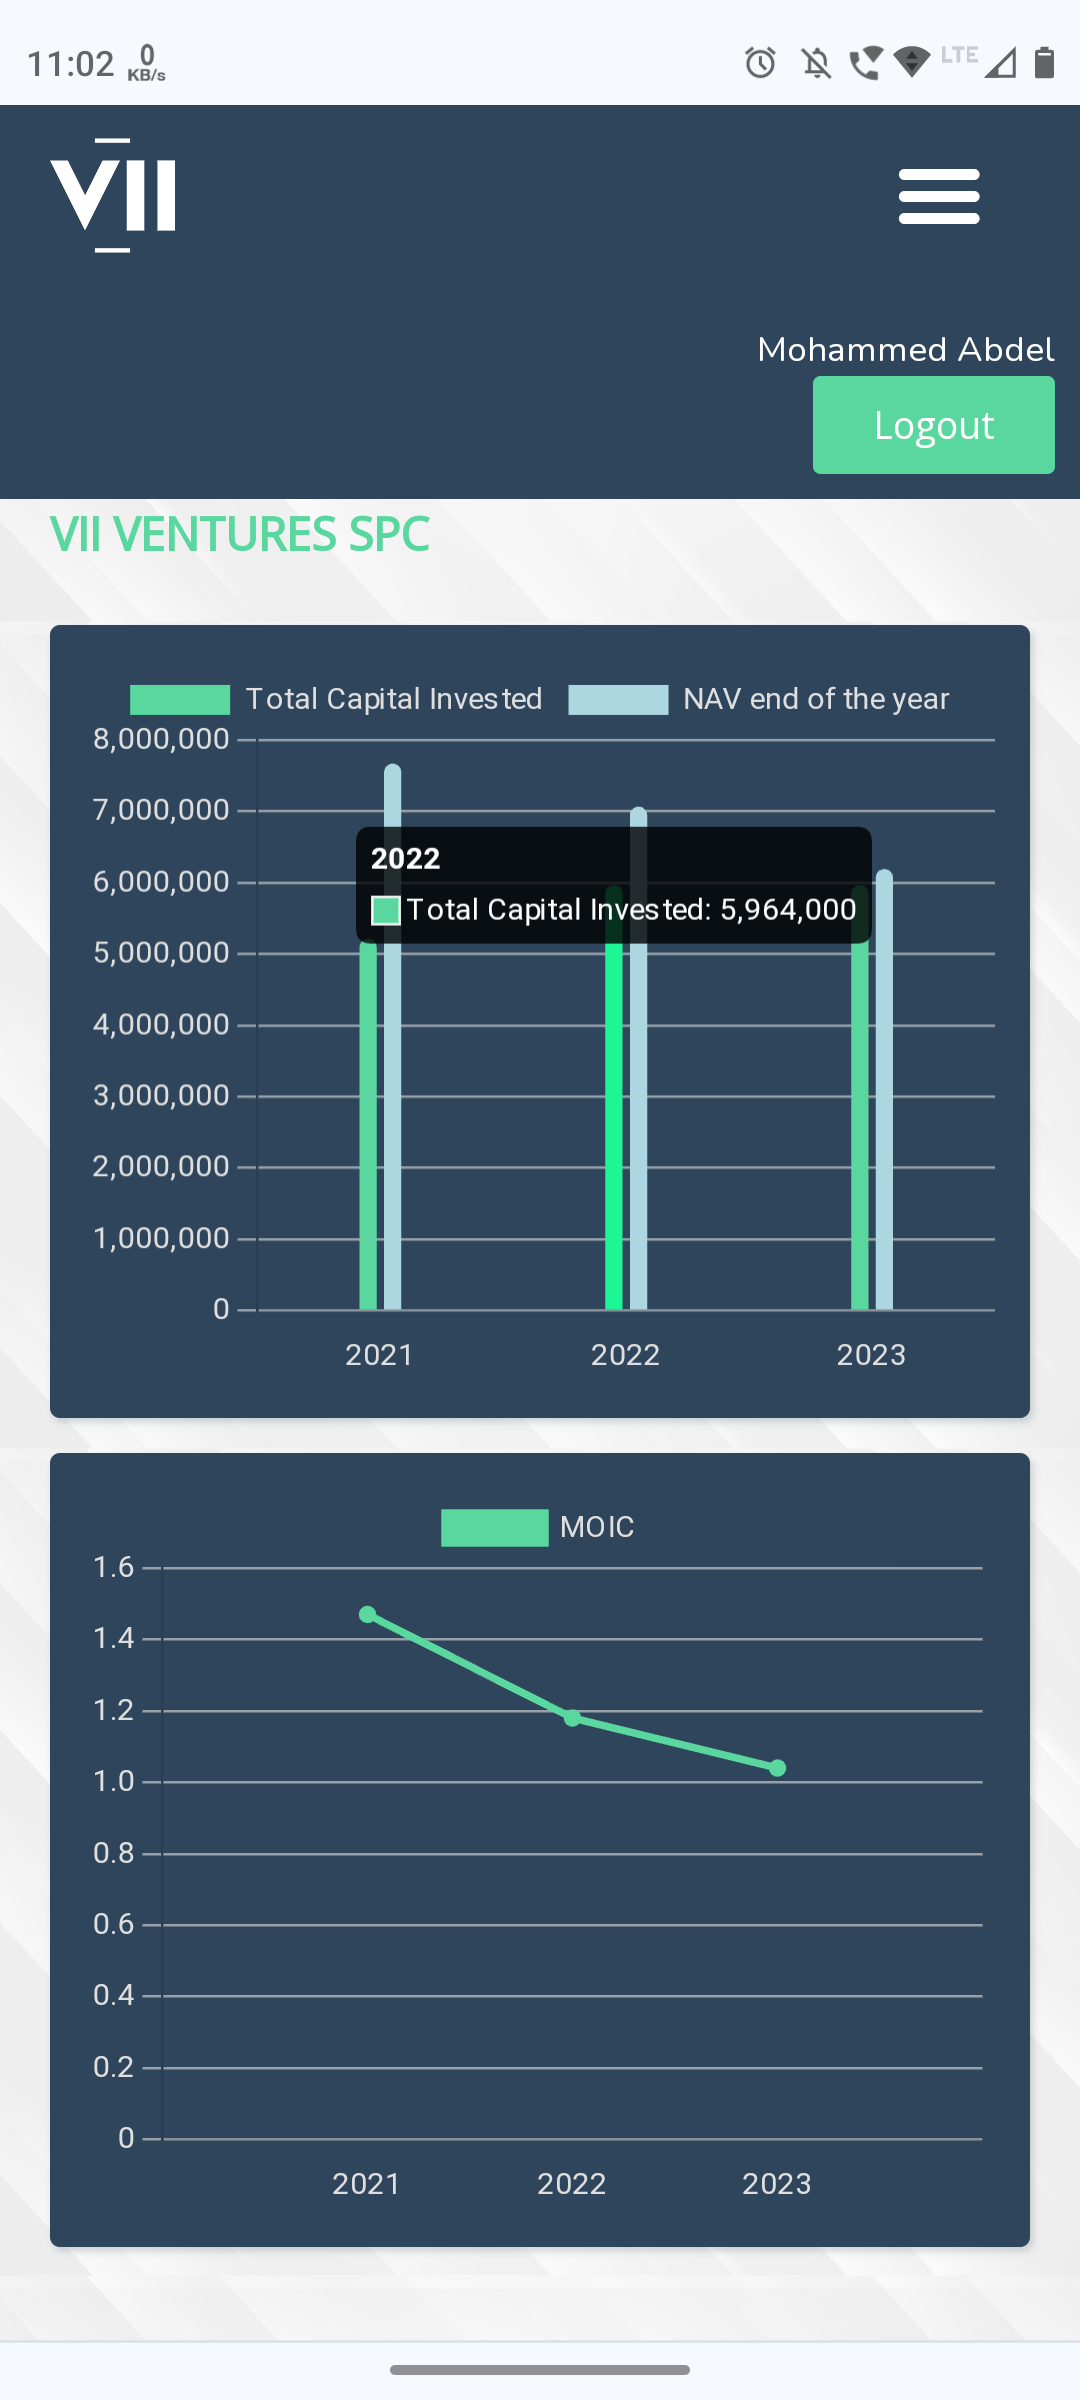 11:02 0 KB/s LTE
VII
Mohammed Abdel
Logout
VII VENTURES SPC
Total Capital Invested NAV end of the year
8,000,000
7,000,000
2022
6,000,000
Total Capital Invested: 5,964,000
5,000,000
4,000,000
3,000,000
2,000,000
1,000,000
0
2021 2022 2023
MOIC
1.6
1.4
1.2
1.0
0.8
0.6
0.4
0.2
0
2021 2022 2023